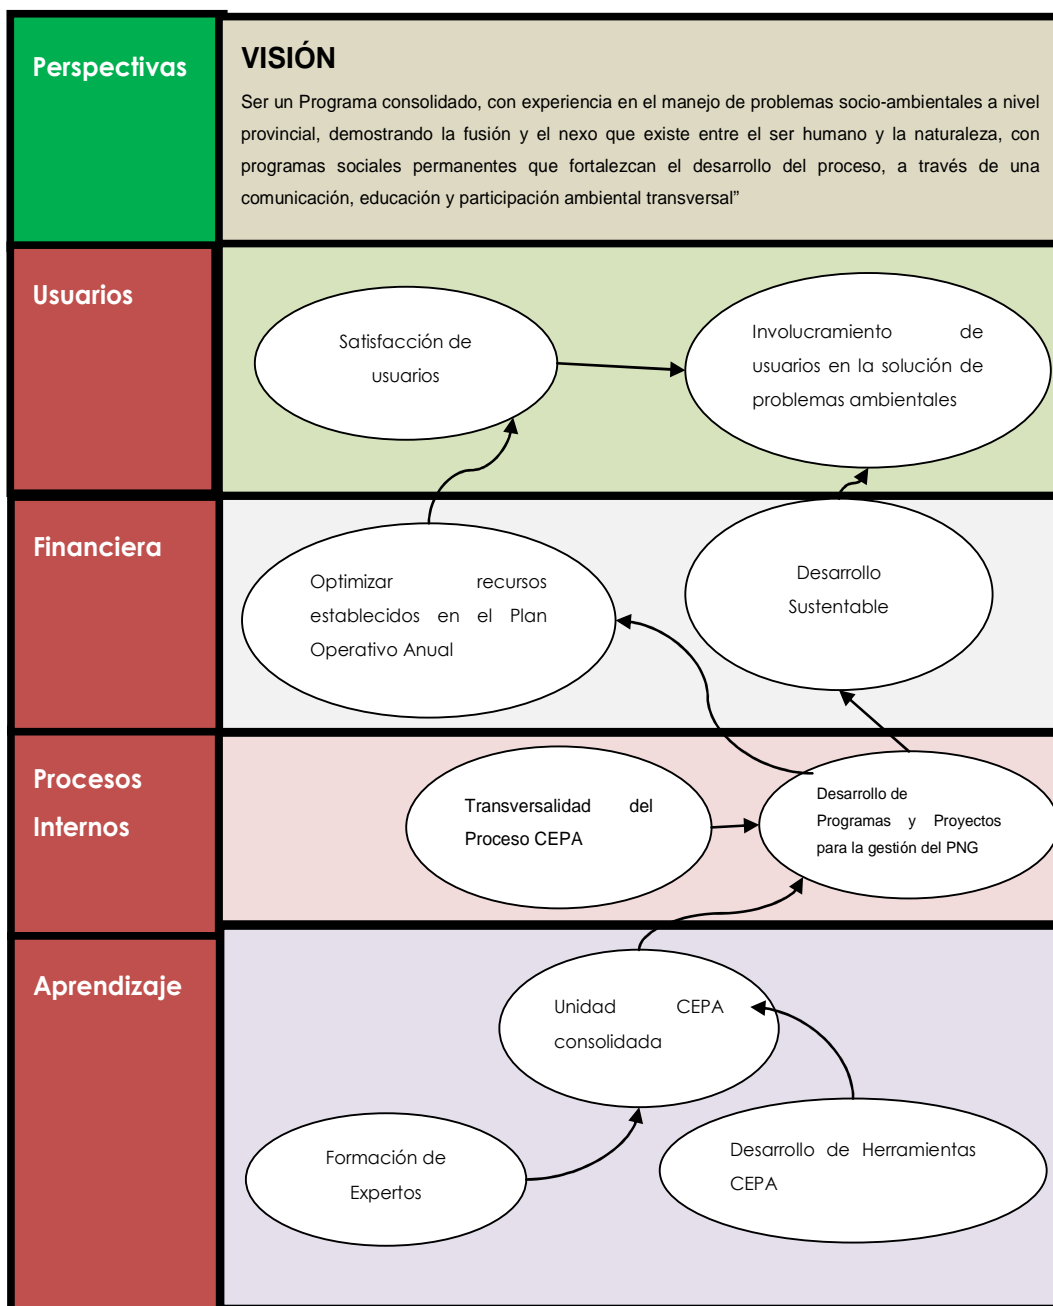 Perspectivas
VISIÓN
Ser un Programa consolidado, con experiencia en el manejo de problemas socio-ambientales a nivel
provincial, demostrando la fusión y el nexo que existe entre el ser humano y la naturaleza, con
programas sociales permanentes que fortalezcan el desarrollo del proceso, a través de una
comunicación, educación y participación ambiental transversal”
Usuarios
Satisfacción de
usuarios
Involucramiento de
usuarios en la solución de
problemas ambientales
Financiera
Optimizar recursos
establecidos en el Plan
Operativo Anual
Desarrollo
Sustentable
Procesos
Internos
Transversalidad del
Proceso CEPA
Desarrollo de
Programas y Proyectos
para la gestión del PNG
Aprendizaje
Unidad CEPA
consolidada
Formación de
Expertos
Desarrollo de Herramientas
CEPA